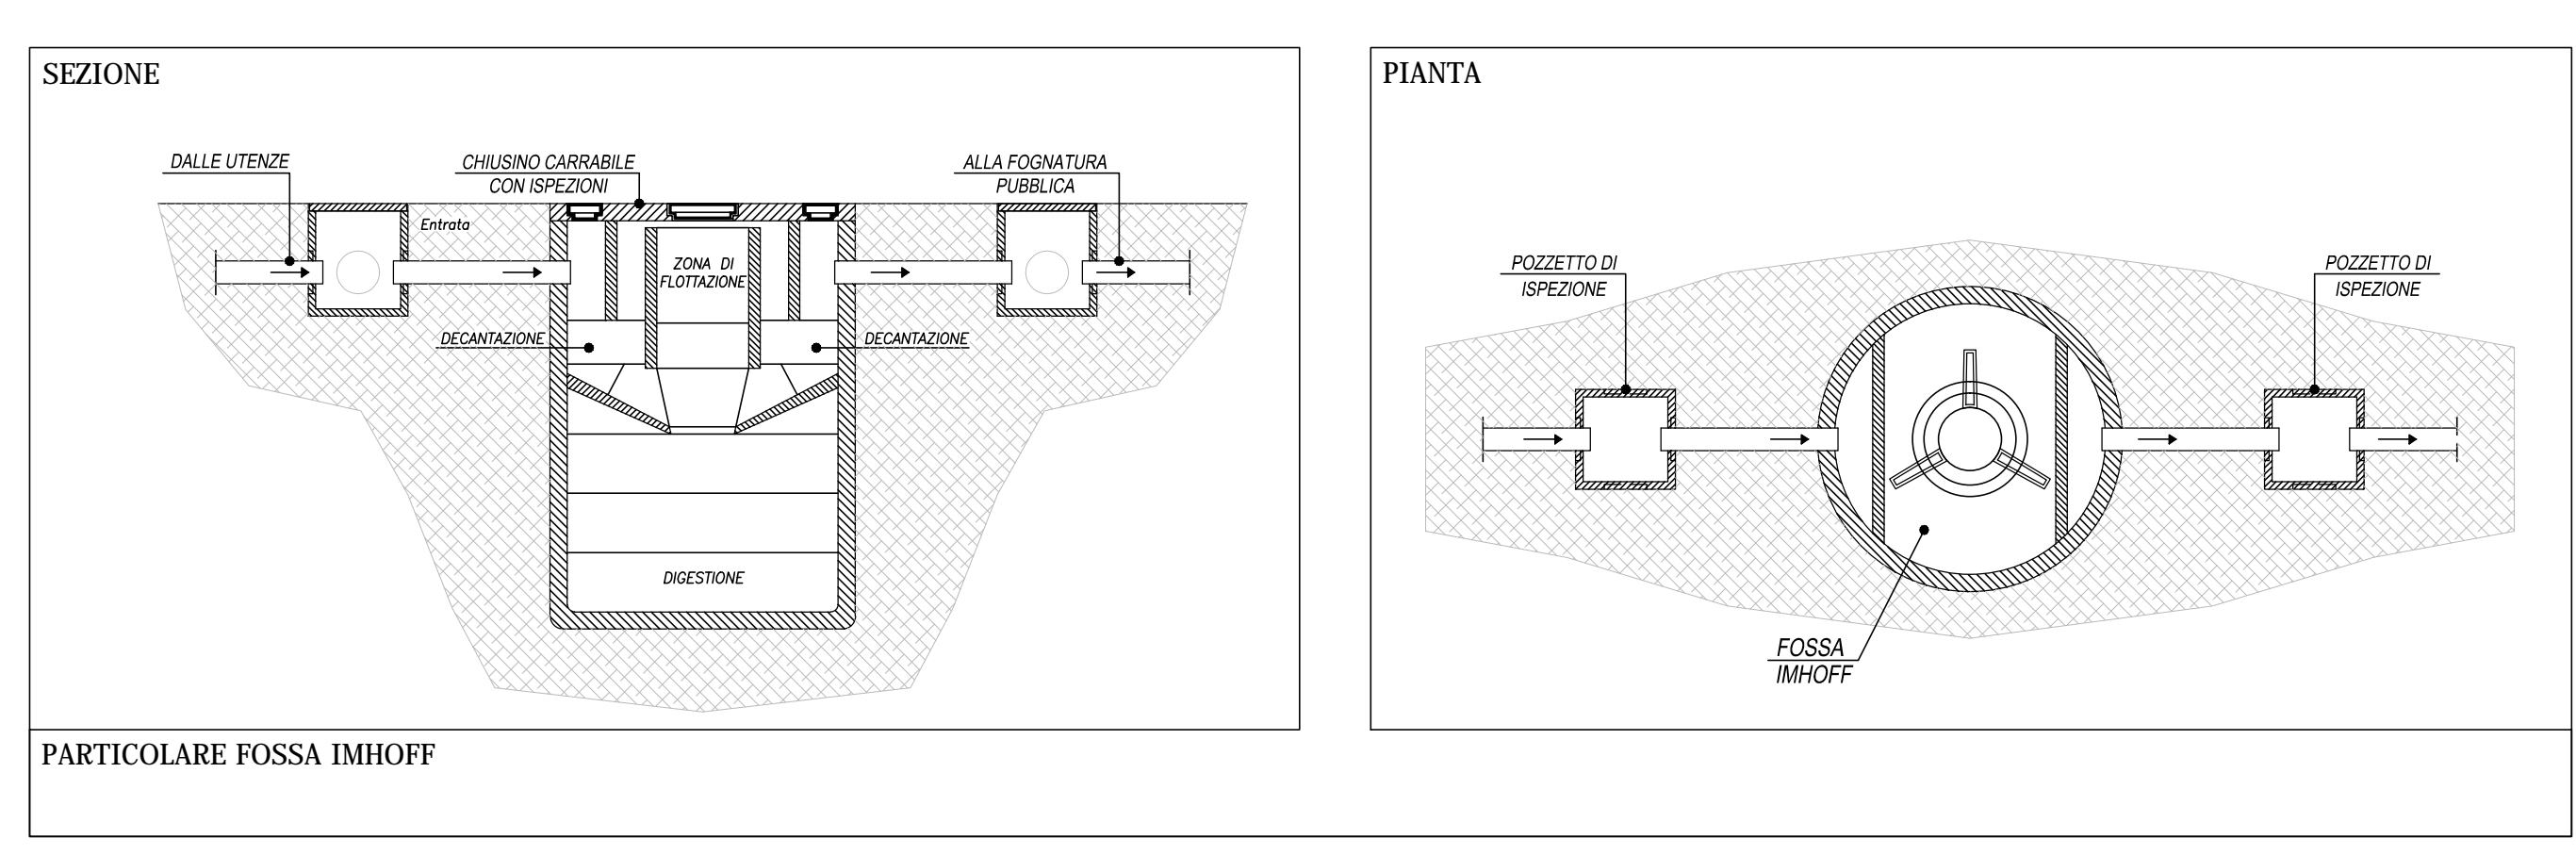 SEZIONE
DALLE UTENZE
CHIUSINO CARRABILE
CON ISPEZIONI
ALLA FOGNATURA
PUBBLICA
Entrata
ZONA DI
FLOTTAZIONE
DECANTAZIONE
DECANTAZIONE
DIGESTIONE
PIANTA
POZZETTO DI
ISPEZIONE
POZZETTO DI
ISPEZIONE
FOSSA
IMHOFF
PARTICOLARE FOSSA IMHOFF